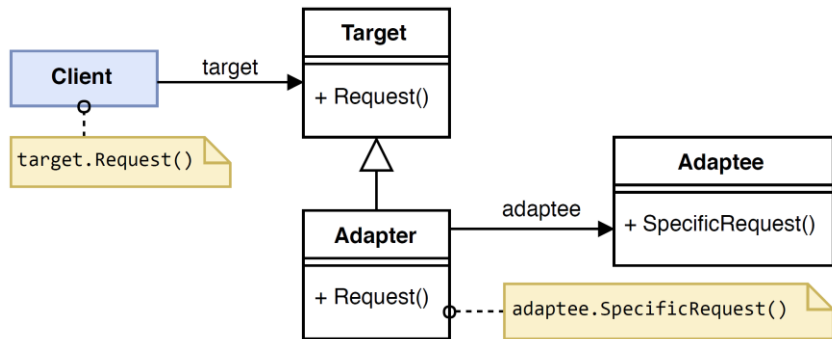 Target
Client
target
+ Request()
target.Request()
Adaptee
adaptee
+ SpecificRequest()
Adapter
+ Request()
adaptee.SpecificRequest()